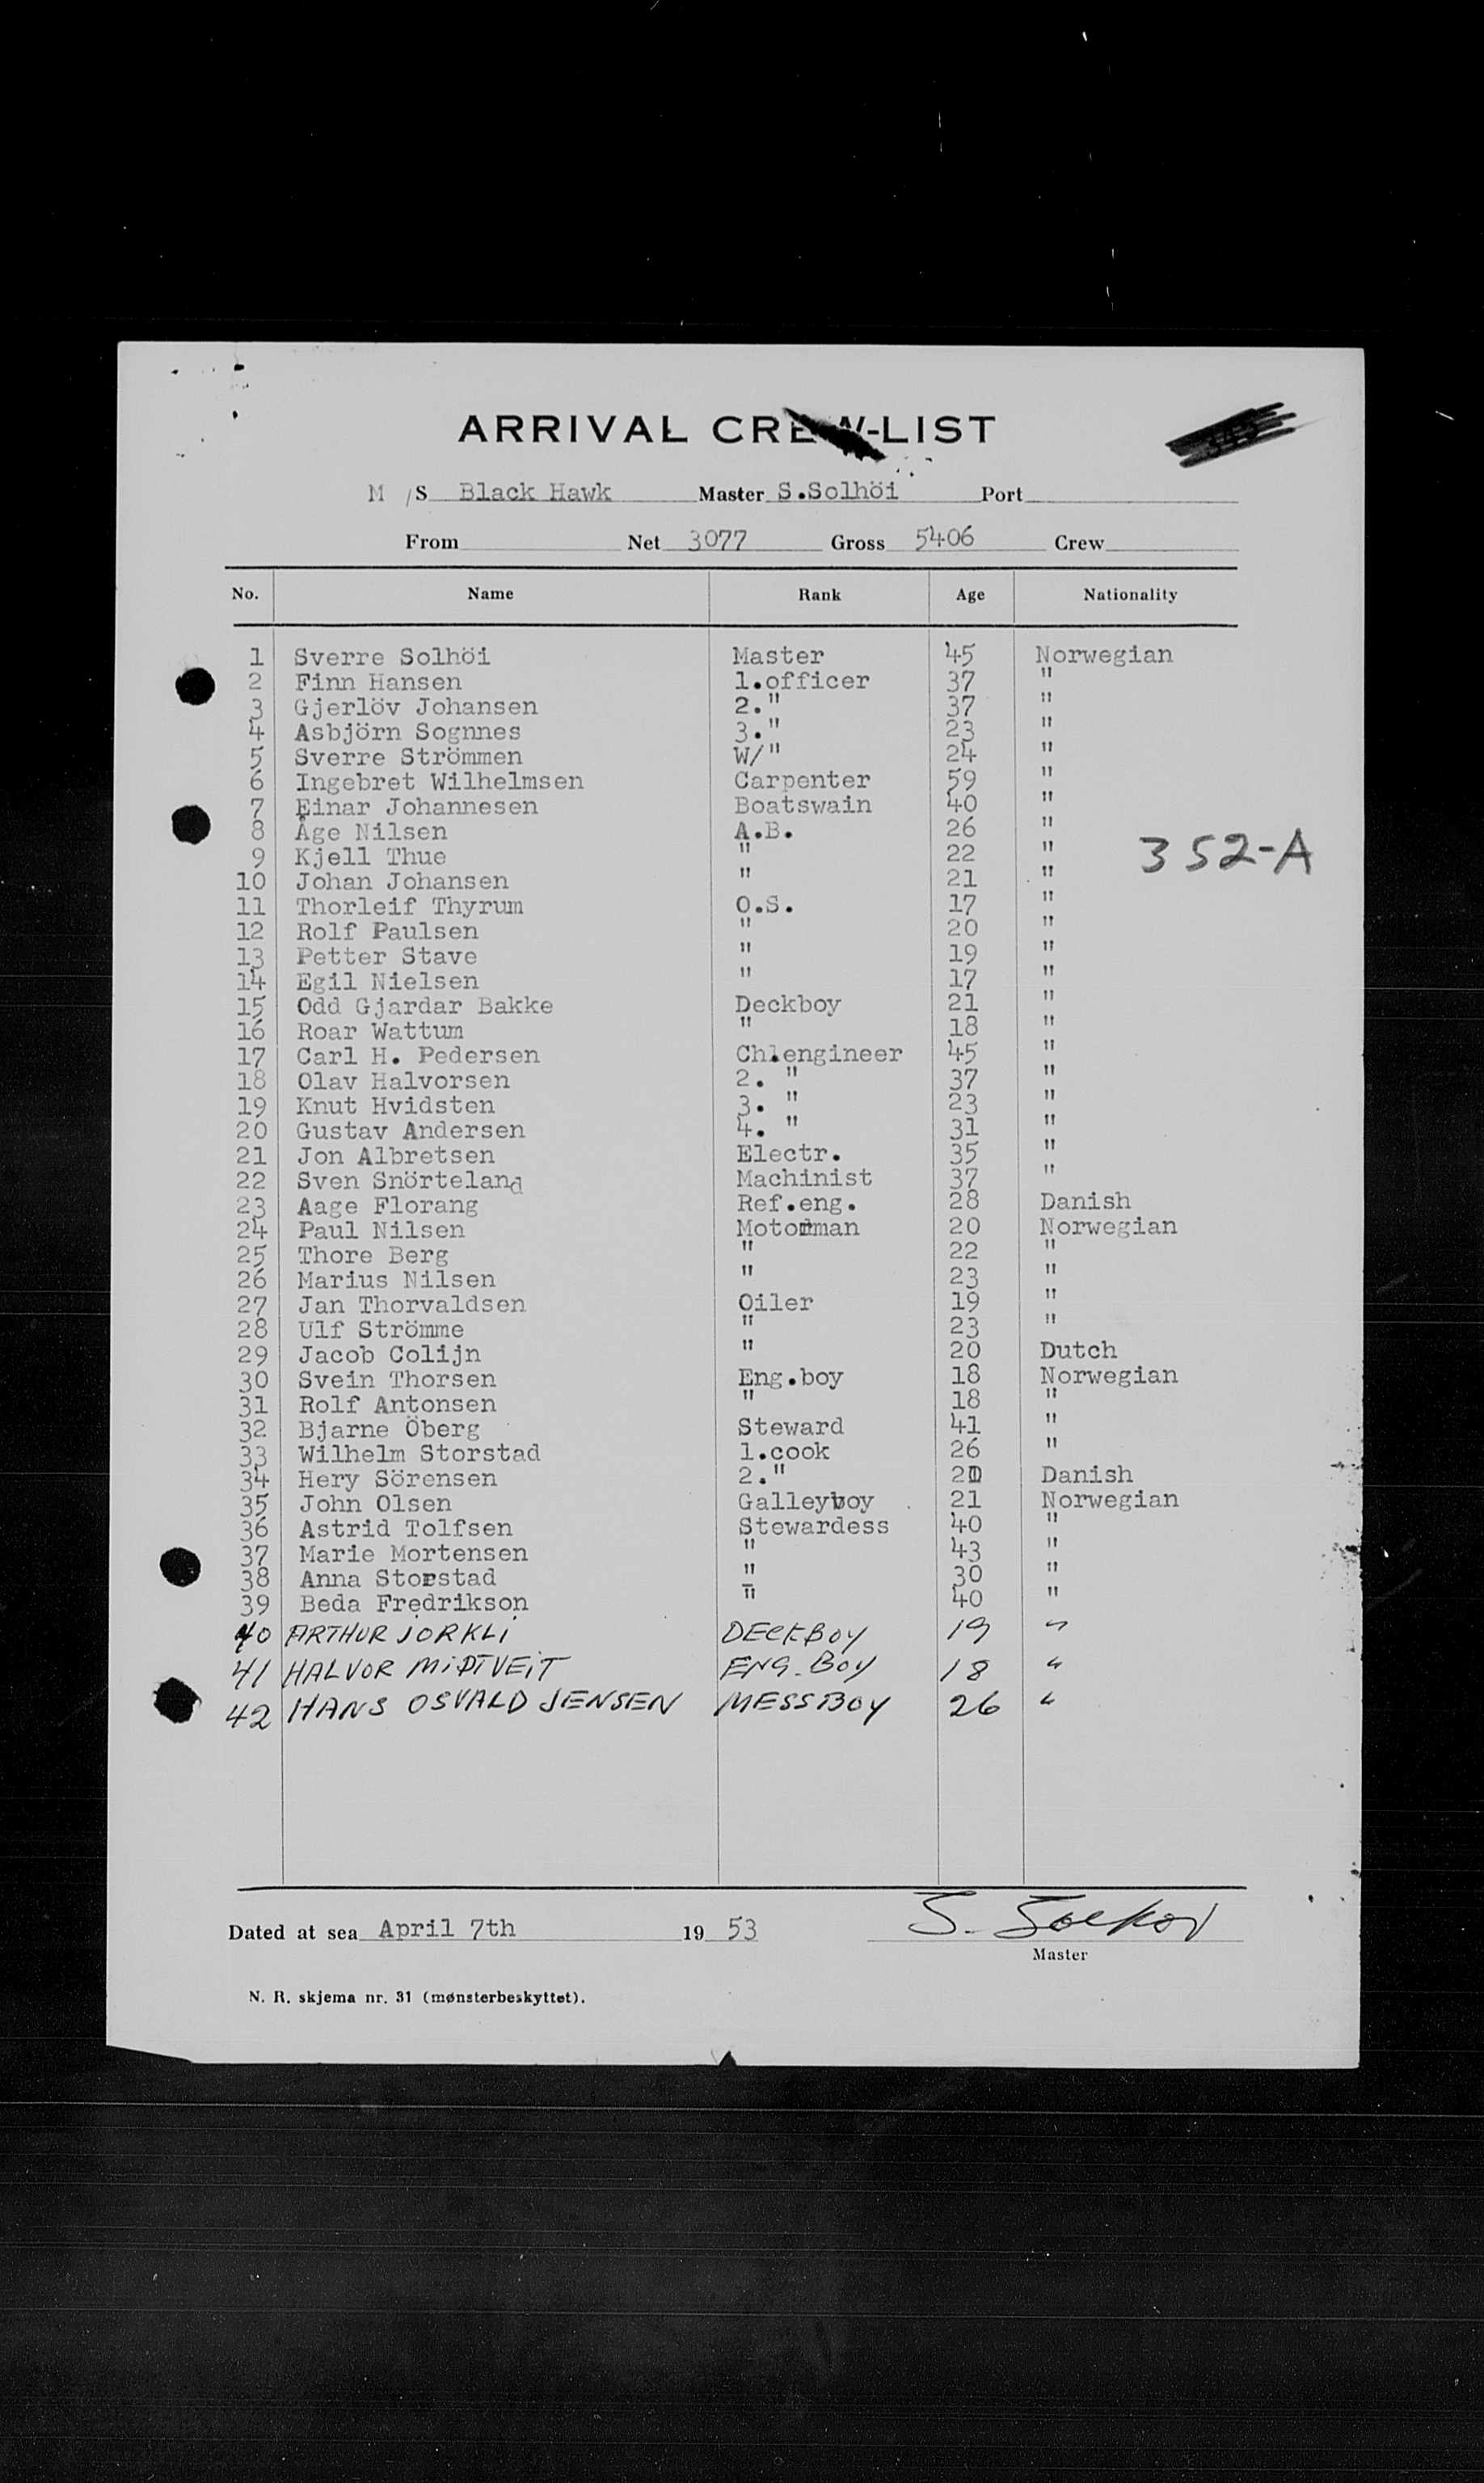 ARRIVAL CREW-LIST
M /S Black Hawk Master S.Solhöi Port
From Net 3077 Gross 5406 Crew
No. Name Rank Age Nationality
1 Sverre Solhöi Master 45 Norwegian
2 Finn Hansen 1.officer 37 "
3 Gjerlöv Johansen 2." 37 "
4 Asbjörn Sognnes 3." 23 "
5 Sverre Strömmen W/" 24 "
6 Ingebret Wilhelmsen Carpenter 59 "
7 Einar Johannesen Boatswain 40 "
8 Åge Nilsen A.B. 26 "
9 Kjell Thue " 22 "
352-A
10 Johan Johansen " 21 "
11 Thorleif Thyrum O.S. 17 "
12 Rolf Paulsen " 20 "
13 Petter Stave " 19 "
14 Egil Nielsen " 17 "
15 Odd Gjardar Bakke Deckboy 21 "
16 Roar Wattum " 18 "
17 Carl H. Pedersen Ch.engineer 45 "
18 Olav Halvorsen 2. " 37 "
19 Knut Hvidsten 3. " 23 "
20 Gustav Andersen 4. " 31 "
21 Jon Albretsen Electr. 35 "
22 Sven Snörteland Machinist 37 "
23 Aage Florang Ref.eng. 28 Danish
24 Paul Nilsen Motorman 20 Norwegian
25 Thore Berg " 22 "
26 Marius Nilsen " 23 "
27 Jan Thorvaldsen Oiler 19 "
28 Ulf Strömme " 23 "
29 Jacob Colijn " 20 Dutch
30 Svein Thorsen Eng.boy 18 Norwegian
31 Rolf Antonsen " 18 "
32 Bjarne Öberg Steward 41 "
33 Wilhelm Storstad 1.cook 26 "
34 Hery Sörensen 2." Danish
35 John Olsen Galleyboy 21 Norwegian
36 Astrid Tolfsen Stewardess 40 "
37 Marie Mortensen " 43 "
38 Anna Storstad " 30 "
39 Beda Fredrikson " 40 "
40 ARTHUR JORKLI DECKBOY 19 "
41 HALVOR MIDTVEIT ENG. BOY 18 "
42 HANS OSVALD JENSEN MESSBOY 26 "
Dated at sea April 7th 19 53 S. Solhöi
Master
N. R. skjema nr. 31 (mønsterbeskyttet).